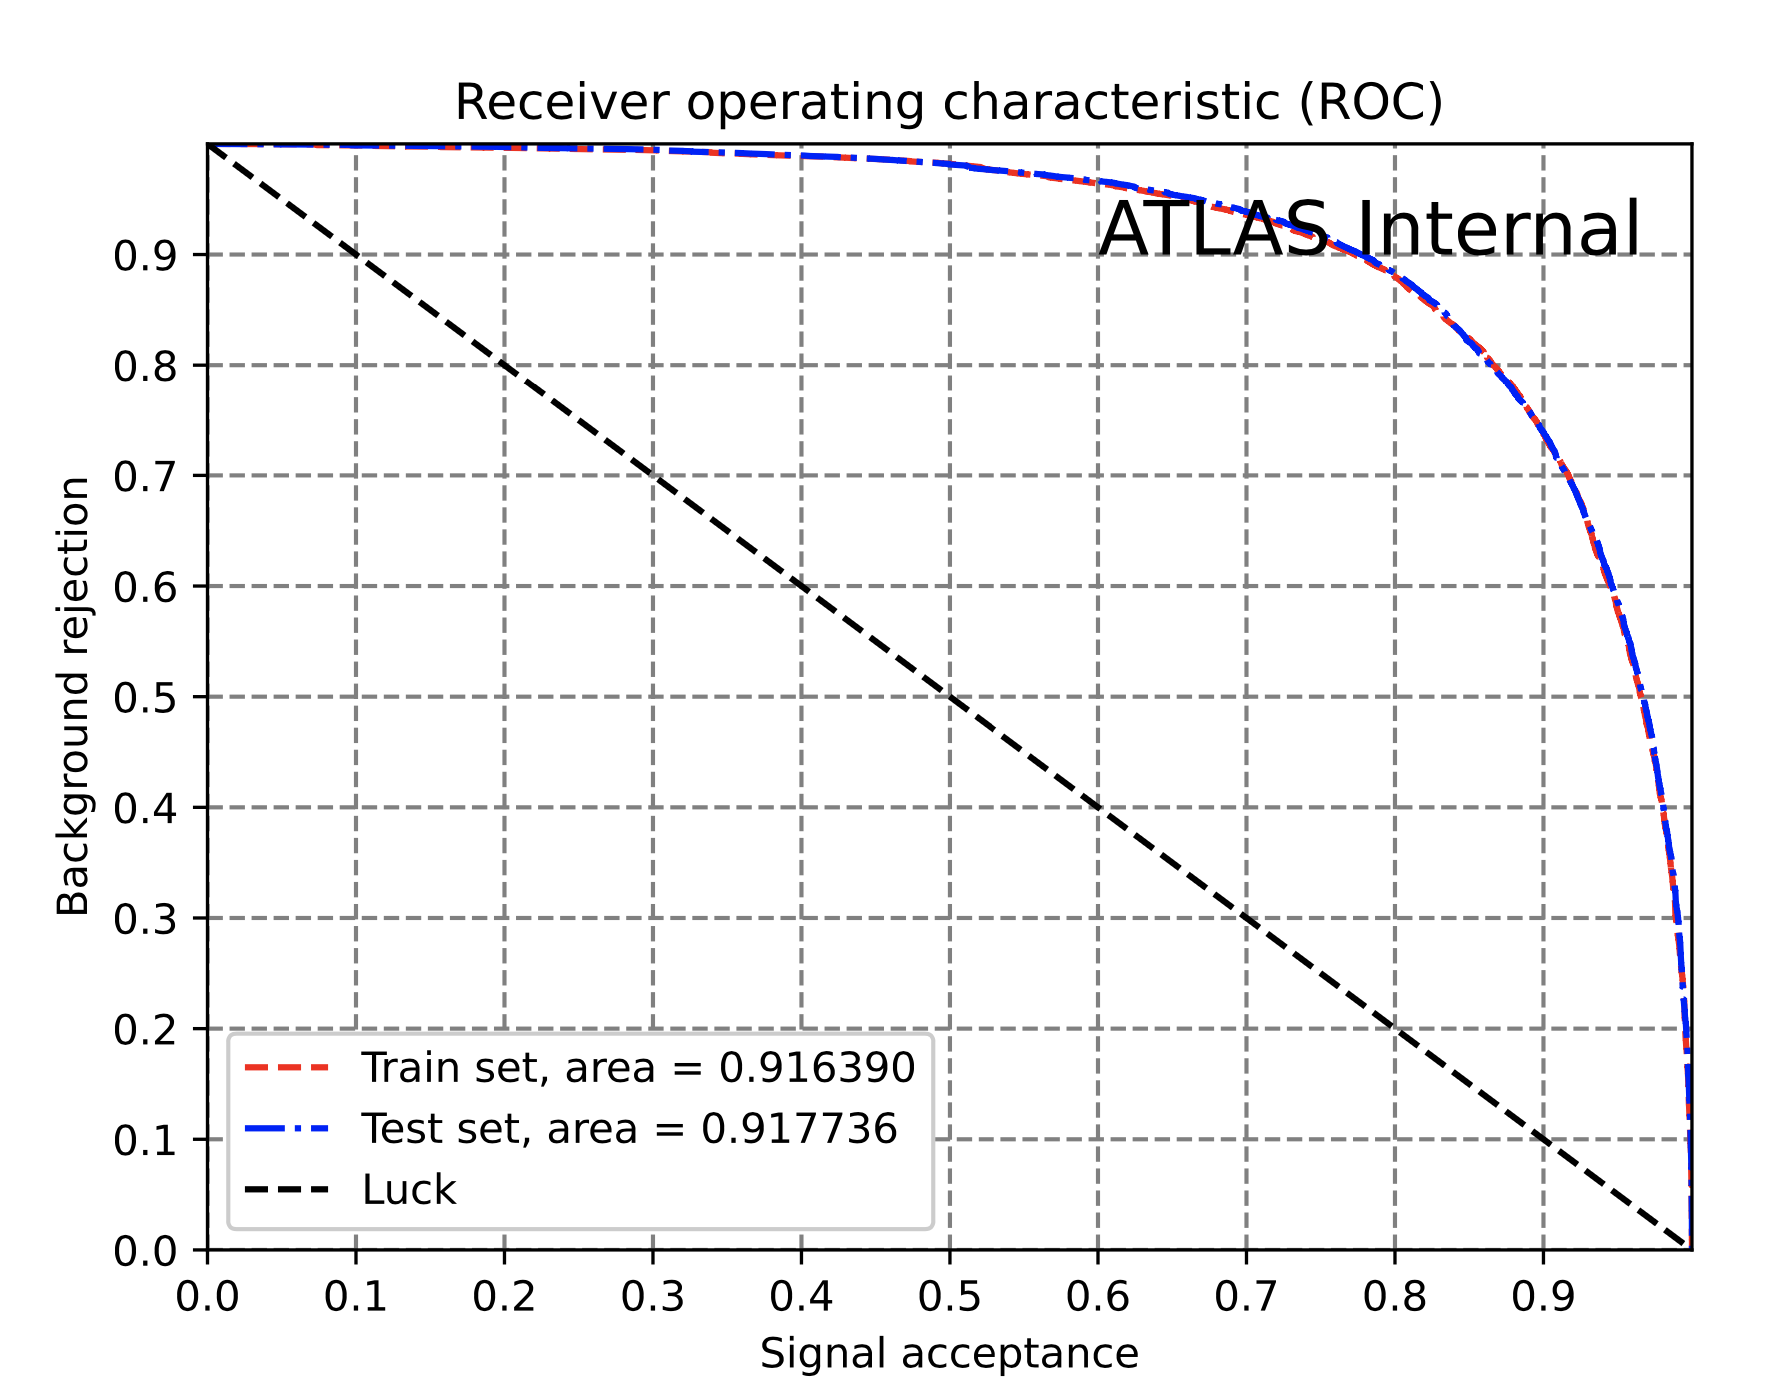 Receiver operating characteristic (ROC)
ATLAS Internal
Background rejection
0.9
0.8
0.7
0.6
0.5
0.4
0.3
0.2
0.1
0.0
Train set, area = 0.916390
Test set, area = 0.917736
Luck
0.0 0.1 0.2 0.3 0.4 0.5 0.6 0.7 0.8 0.9
Signal acceptance